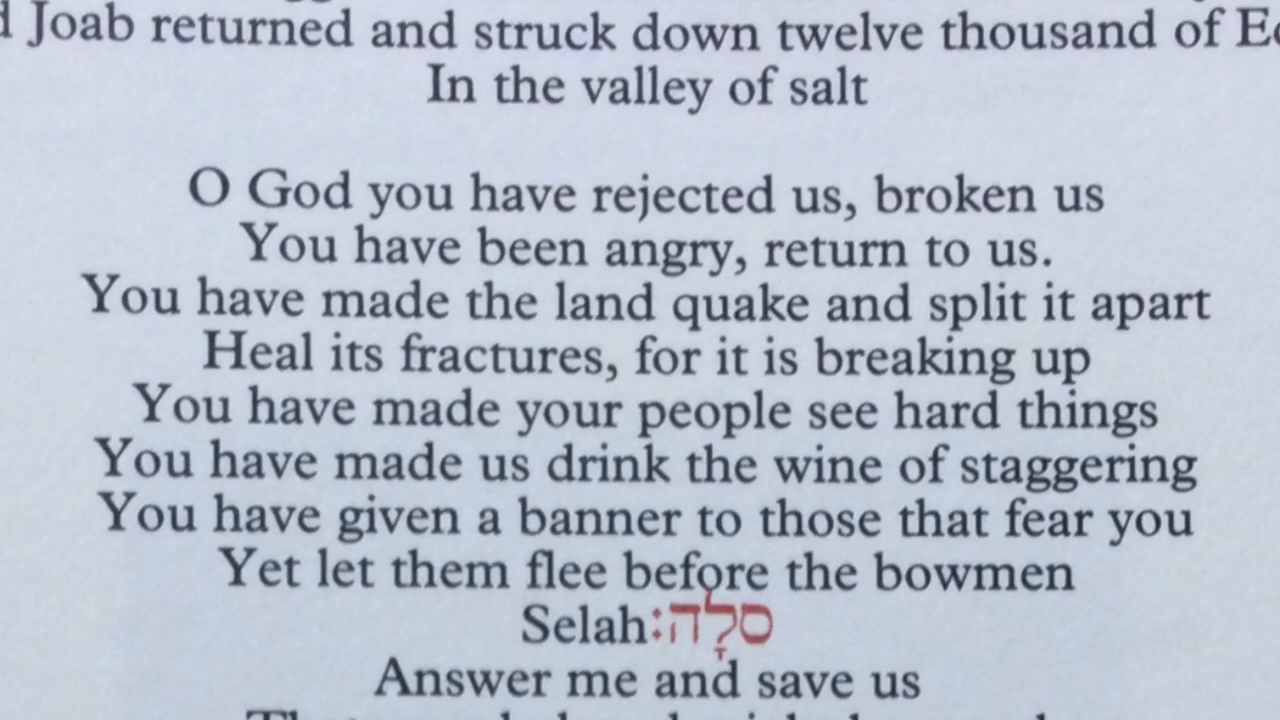 Joab returned and struck down twelve thousand of
In the valley of salt
O God you have rejected us, broken us
You have been angry, return to us.
You have made the land quake and split it apart
Heal its fractures, for it is breaking up
You have made your people see hard things
You have made us drink the wine of staggering
You have given a banner to those that fear you
Yet let them flee before the bowmen
Selah סֶלָה׃
Answer me and save us